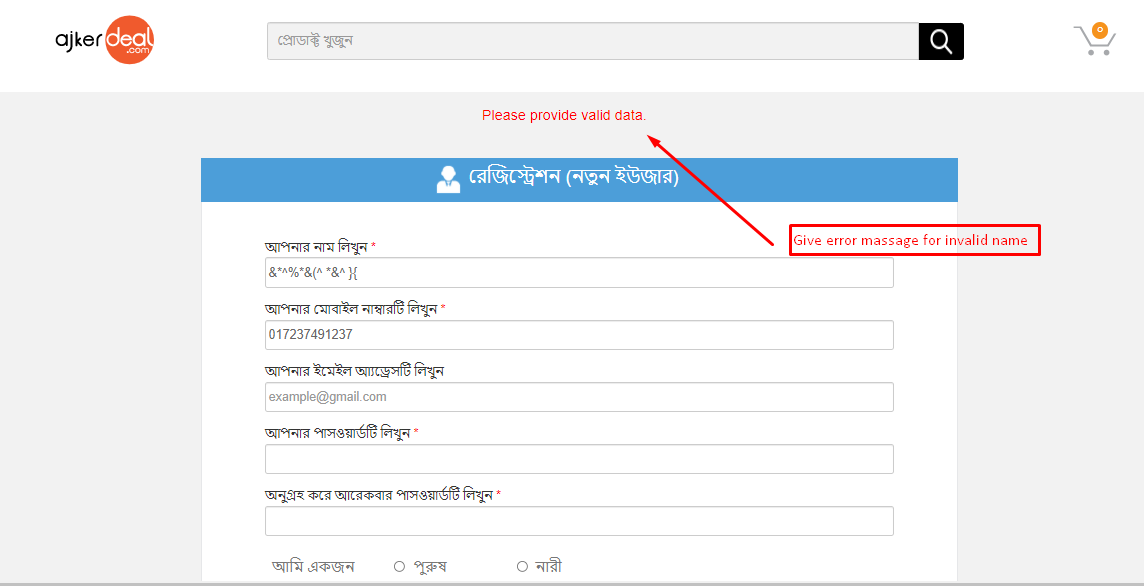 ajkerdeal.com
প্রোডাক্ট খুজুন
0
Please provide valid data.
রেজিস্ট্রেশন (নতুন ইউজার)
Give error massage for invalid name
আপনার নাম লিখুন *
&*^%*&(^ *&^ }{
আপনার মোবাইল নাম্বারটি লিখুন *
017237491237
আপনার ইমেইল অ্যাড্রেসটি লিখুন
example@gmail.com
আপনার পাসওয়ার্ডটি লিখুন *
অনুগ্রহ করে আরেকবার পাসওয়ার্ডটি লিখুন *
আমি একজন পুরুষ নারী